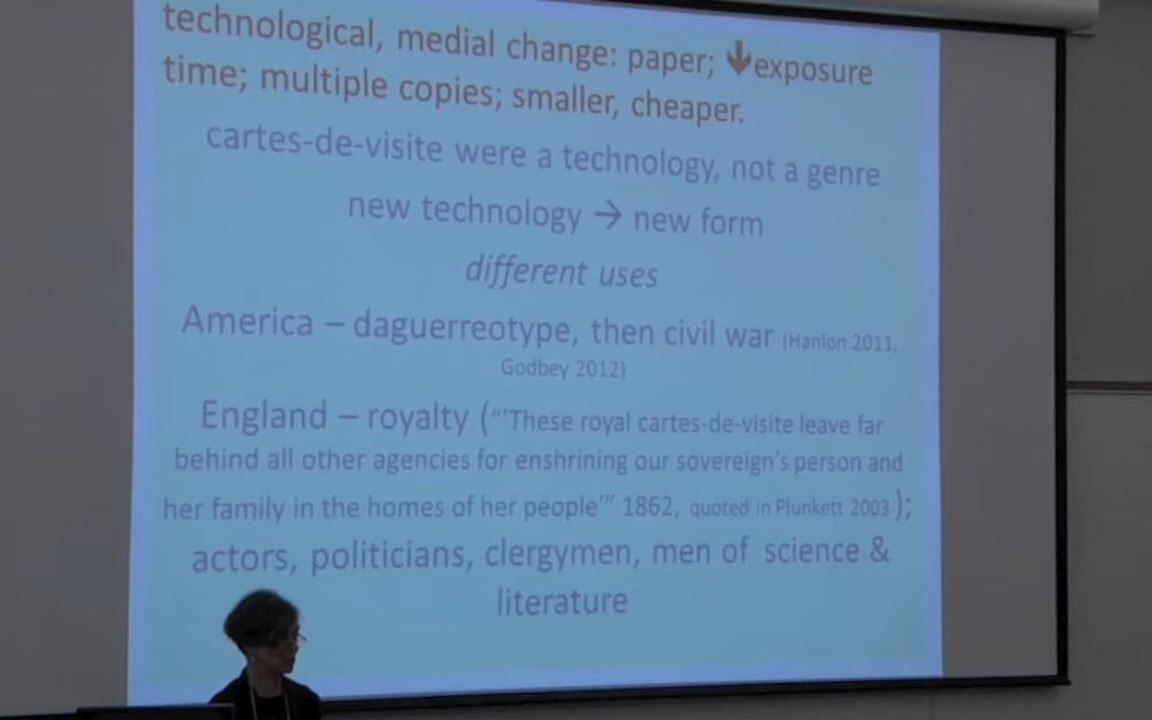 technological, medial change: paper; ↓exposure
time; multiple copies; smaller, cheaper.
cartes-de-visite were a technology, not a genre
new technology → new form
different uses
America – daguerreotype, then civil war (Hanlon 2011,
Godbey 2012)
England – royalty (“‘These royal cartes-de-visite leave far
behind all other agencies for enshrining our sovereign’s person and
her family in the homes of her people’” 1862, quoted in Plunkett 2003 );
actors, politicians, clergymen, men of science &
literature